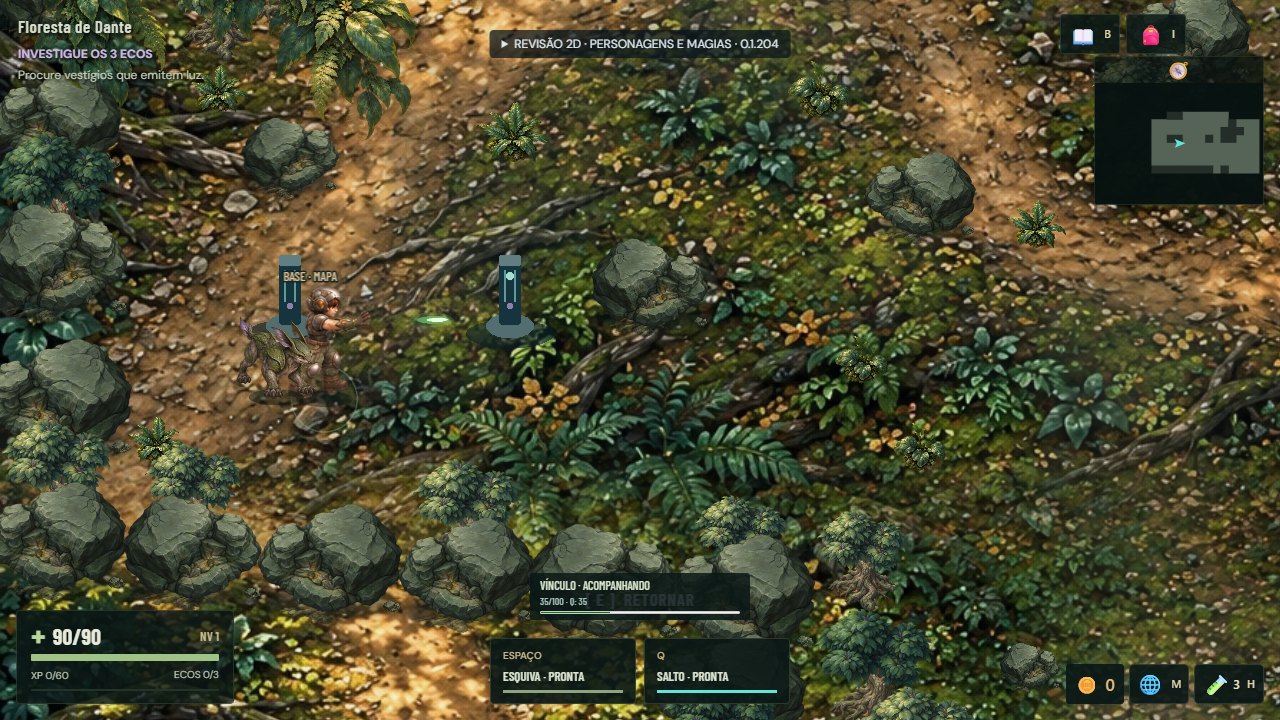 Floresta de Dante
INVESTIGUE OS 3 ECOS
Procure vestígios que emitem luz.
▶ REVISÃO 2D · PERSONAGENS E MAGIAS · 0.1.204
B
I
BASE · MAPA
VÍNCULO · ACOMPANHANDO
35/100 · Q: 35
[ E ] RETORNAR
90/90
NV 1
XP 0/60
ECOS 0/3
ESPAÇO
ESQUIVA · PRONTA
Q
SALTO · PRONTA
0
M
3 H